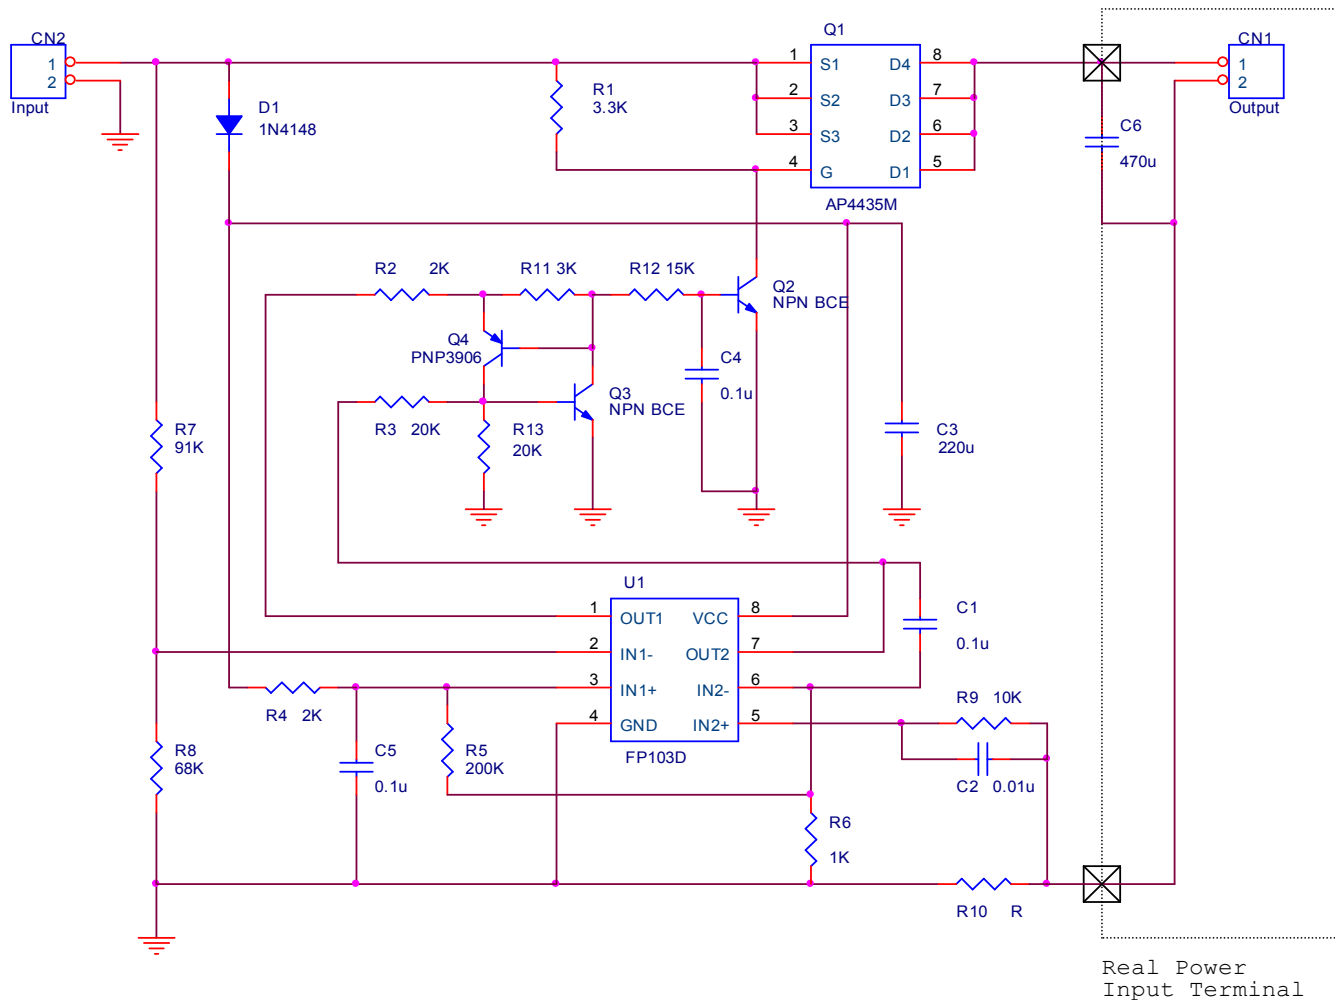 Q1
CN2
CN1
1
2
Input
1
2
Output
1 S1 D4 8
2 S2 D3 7
3 S3 D2 6
4 G D1 5
AP4435M
D1
1N4148
R1
3.3K
C6
470u
R2 2K
R11 3K
R12 15K
Q2
NPN BCE
Q4
PNP3906
C4
0.1u
Q3
NPN BCE
R3 20K
R13
20K
R7
91K
C3
220u
U1
1 OUT1 VCC 8
2 IN1- OUT2 7
3 IN1+ IN2- 6
4 GND IN2+ 5
FP103D
C1
0.1u
R4 2K
R9 10K
C5
0.1u
R5
200K
R8
68K
C2 0.01u
R6
1K
R10 R
Real Power
Input Terminal